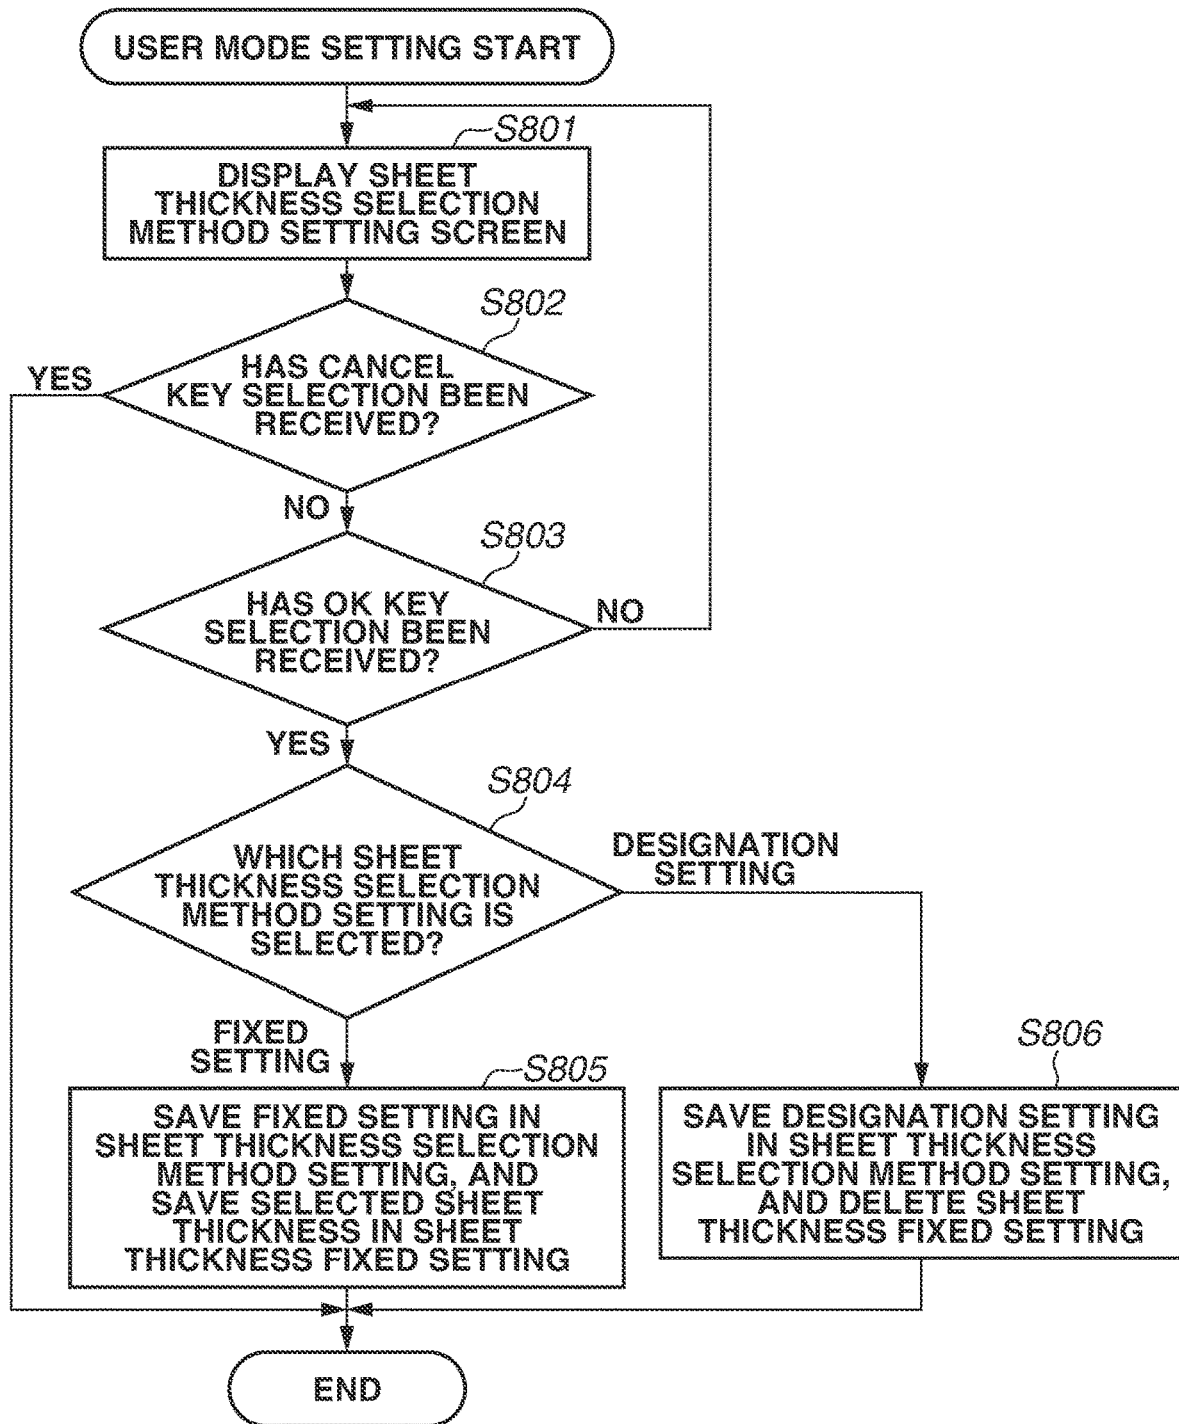 USER MODE SETTING START
S801
DISPLAY SHEET
THICKNESS SELECTION
METHOD SETTING SCREEN
S802
YES
HAS CANCEL
KEY SELECTION BEEN
RECEIVED?
NO
S803
HAS OK KEY
SELECTION BEEN
RECEIVED?
NO
YES
S804
WHICH SHEET
THICKNESS SELECTION
METHOD SETTING IS
SELECTED?
DESIGNATION
SETTING
FIXED
SETTING
S805
SAVE FIXED SETTING IN
SHEET THICKNESS SELECTION
METHOD SETTING, AND
SAVE SELECTED SHEET
THICKNESS IN SHEET
THICKNESS FIXED SETTING
S806
SAVE DESIGNATION SETTING
IN SHEET THICKNESS
SELECTION METHOD SETTING,
AND DELETE SHEET
THICKNESS FIXED SETTING
END